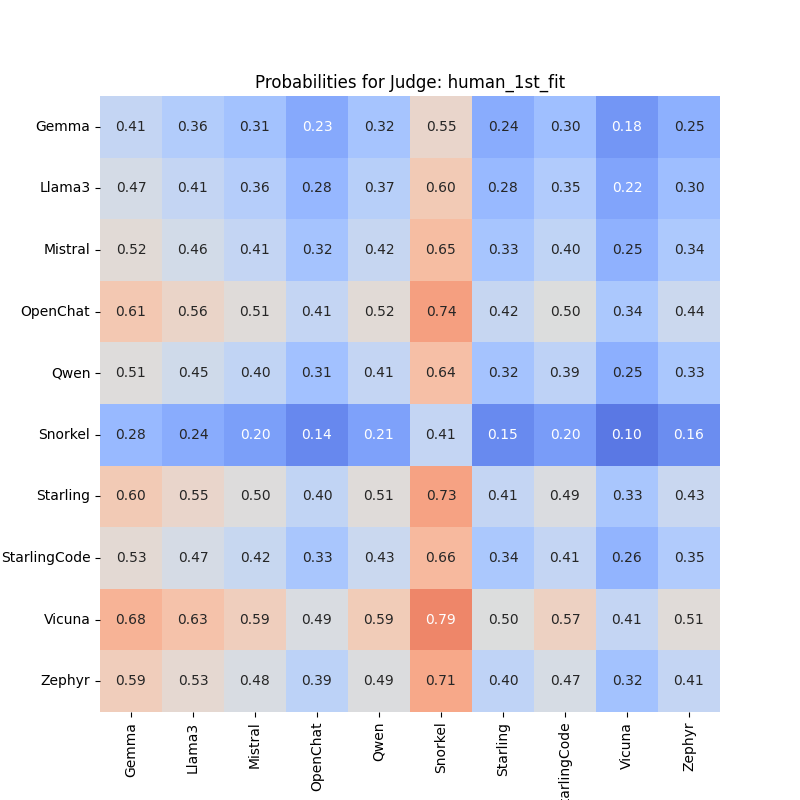 Probabilities for Judge: human_1st_fit
Gemma 0.41 0.36 0.31 0.23 0.32 0.55 0.24 0.30 0.18 0.25
Llama3 0.47 0.41 0.36 0.28 0.37 0.60 0.28 0.35 0.22 0.30
Mistral 0.52 0.46 0.41 0.32 0.42 0.65 0.33 0.40 0.25 0.34
OpenChat 0.61 0.56 0.51 0.41 0.52 0.74 0.42 0.50 0.34 0.44
Qwen 0.51 0.45 0.40 0.31 0.41 0.64 0.32 0.39 0.25 0.33
Snorkel 0.28 0.24 0.20 0.14 0.21 0.41 0.15 0.20 0.10 0.16
Starling 0.60 0.55 0.50 0.40 0.51 0.73 0.41 0.49 0.33 0.43
StarlingCode 0.53 0.47 0.42 0.33 0.43 0.66 0.34 0.41 0.26 0.35
Vicuna 0.68 0.63 0.59 0.49 0.59 0.79 0.50 0.57 0.41 0.51
Zephyr 0.59 0.53 0.48 0.39 0.49 0.71 0.40 0.47 0.32 0.41
Gemma Llama3 Mistral OpenChat Qwen Snorkel Starling arlingCode Vicuna Zephyr